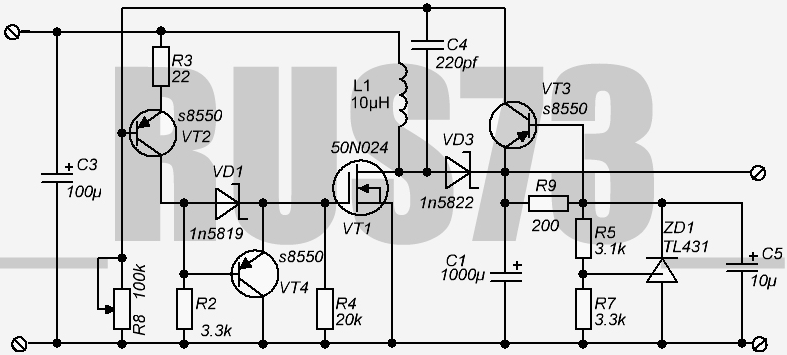 RUS73
R3
22
s8550
VT2
C3
+
100µ
VD1
1n5819
s8550
VT4
R8
100k
R2
3.3k
R4
20k
L1
10µH
50N024
VT1
C4
220pf
VD3
1n5822
VT3
s8550
R9
200
C1
1000µ
+
R5
3.1k
R7
3.3k
ZD1
TL431
+
C5
10µ